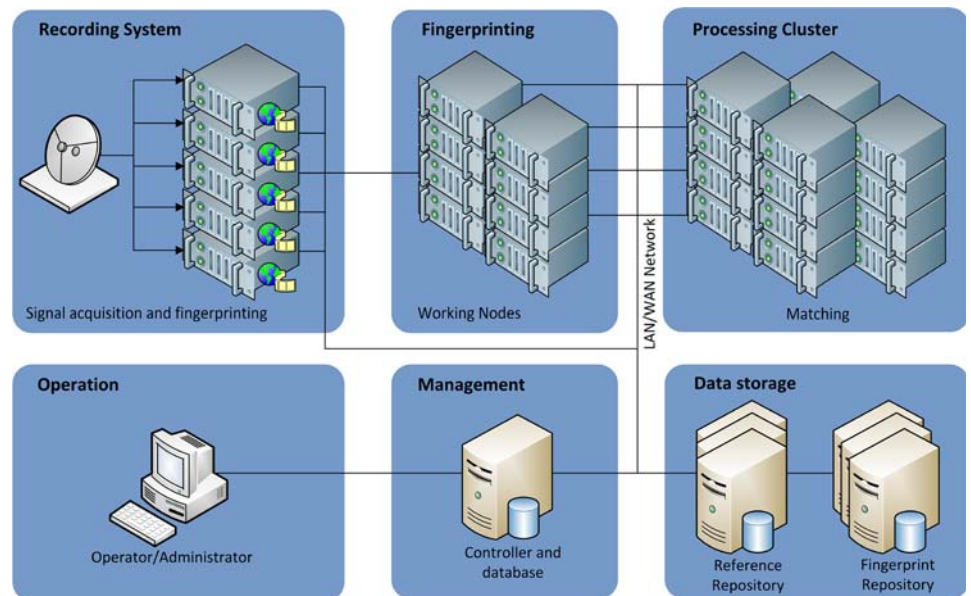 Recording System
Signal acquisition and fingerprinting
Fingerprinting
Working Nodes
Processing Cluster
Matching
LAN/WAN Network
Operation
Operator/Administrator
Management
Controller and
database
Data storage
Reference
Repository
Fingerprint
Repository